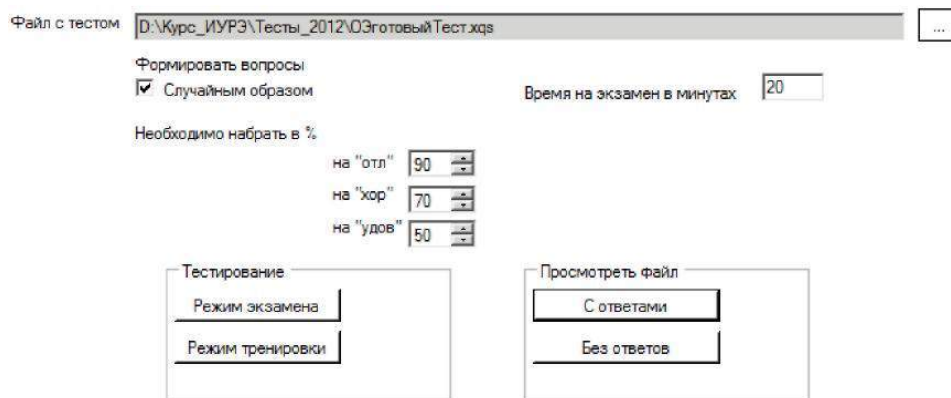 Файл с тестом D:\Курс_ИУРЭ\Тесты_2012\ОЭготовыйТест.xqs ...
Формировать вопросы
Случайным образом
Время на экзамен в минутах 20
Необходимо набрать в %
на "отл" 90
на "хор" 70
на "удов" 50
Тестирование
Режим экзамена
Режим тренировки
Просмотреть файл
С ответами
Без ответов